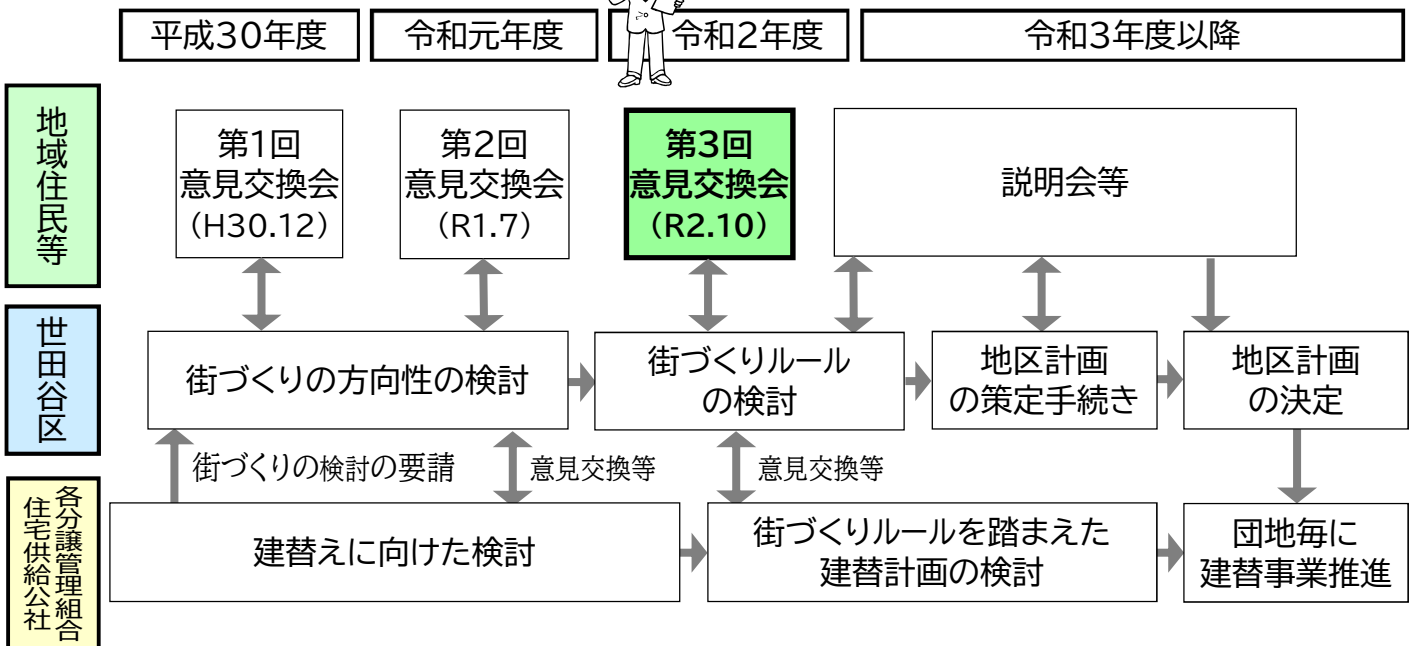 平成30年度
令和元年度
令和2年度
令和3年度以降
地域住民等
第1回
意見交換会
(H30.12)
第2回
意見交換会
(R1.7)
第3回
意見交換会
(R2.10)
説明会等
世田谷区
街づくりの方向性の検討
街づくりルール
の検討
地区計画
の策定手続き
地区計画
の決定
街づくりの検討の要請
意見交換等
意見交換等
各分譲管理組合
住宅供給公社
建替えに向けた検討
街づくりルールを踏まえた
建替計画の検討
団地毎に
建替事業推進